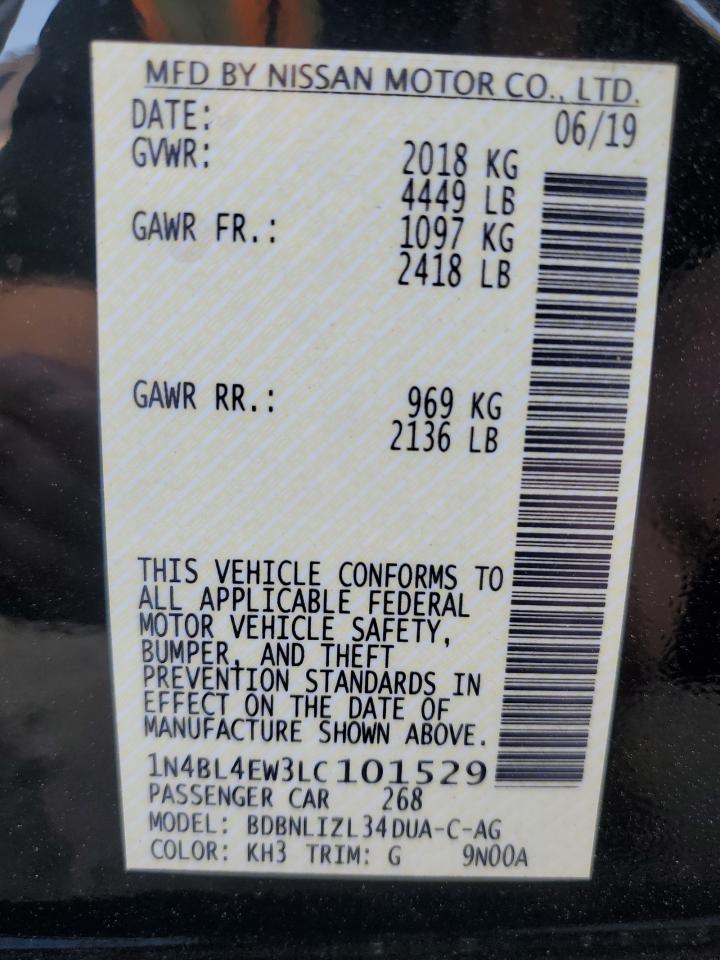 MFD BY NISSAN MOTOR CO., LTD.
DATE: 06/19
GVWR: 2018 KG
4449 LB
GAWR FR.: 1097 KG
2418 LB
GAWR RR.: 969 KG
2136 LB
THIS VEHICLE CONFORMS TO
ALL APPLICABLE FEDERAL
MOTOR VEHICLE SAFETY,
BUMPER, AND THEFT
PREVENTION STANDARDS IN
EFFECT ON THE DATE OF
MANUFACTURE SHOWN ABOVE.
1N4BL4EW3LC101529
PASSENGER CAR 268
MODEL: BDBNLIZL34DUA-C-AG
COLOR: KH3 TRIM: G 9N00A